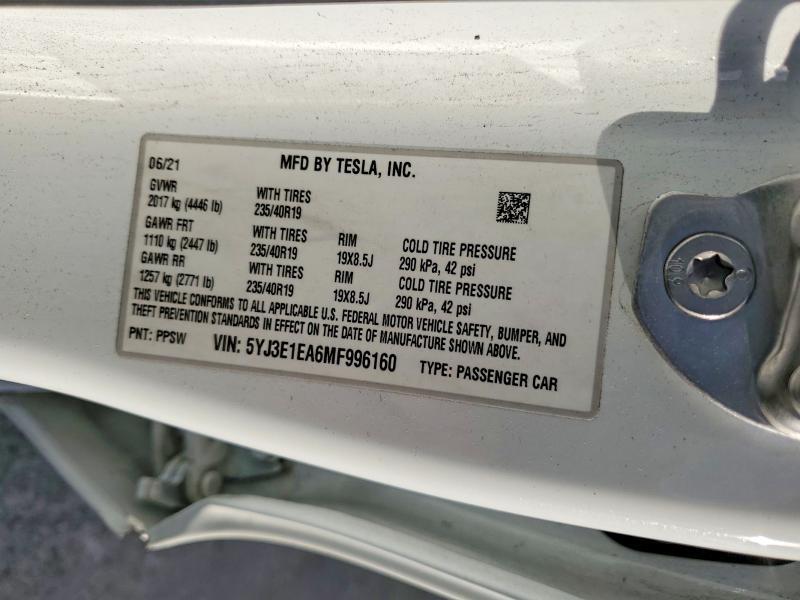 06/21 MFD BY TESLA, INC.
GVWR
2017 kg (4446 lb) WITH TIRES 235/40R19
GAWR FRT
1110 kg (2447 lb) WITH TIRES 235/40R19 RIM 19X8.5J COLD TIRE PRESSURE 290 kPa, 42 psi
GAWR RR
1257 kg (2771 lb) WITH TIRES 235/40R19 RIM 19X8.5J COLD TIRE PRESSURE 290 kPa, 42 psi
THIS VEHICLE CONFORMS TO ALL APPLICABLE U.S. FEDERAL MOTOR VEHICLE SAFETY, BUMPER, AND
THEFT PREVENTION STANDARDS IN EFFECT ON THE DATE OF MANUFACTURE SHOWN ABOVE.
PNT: PPSW VIN: 5YJ3E1EA6MF996160 TYPE: PASSENGER CAR